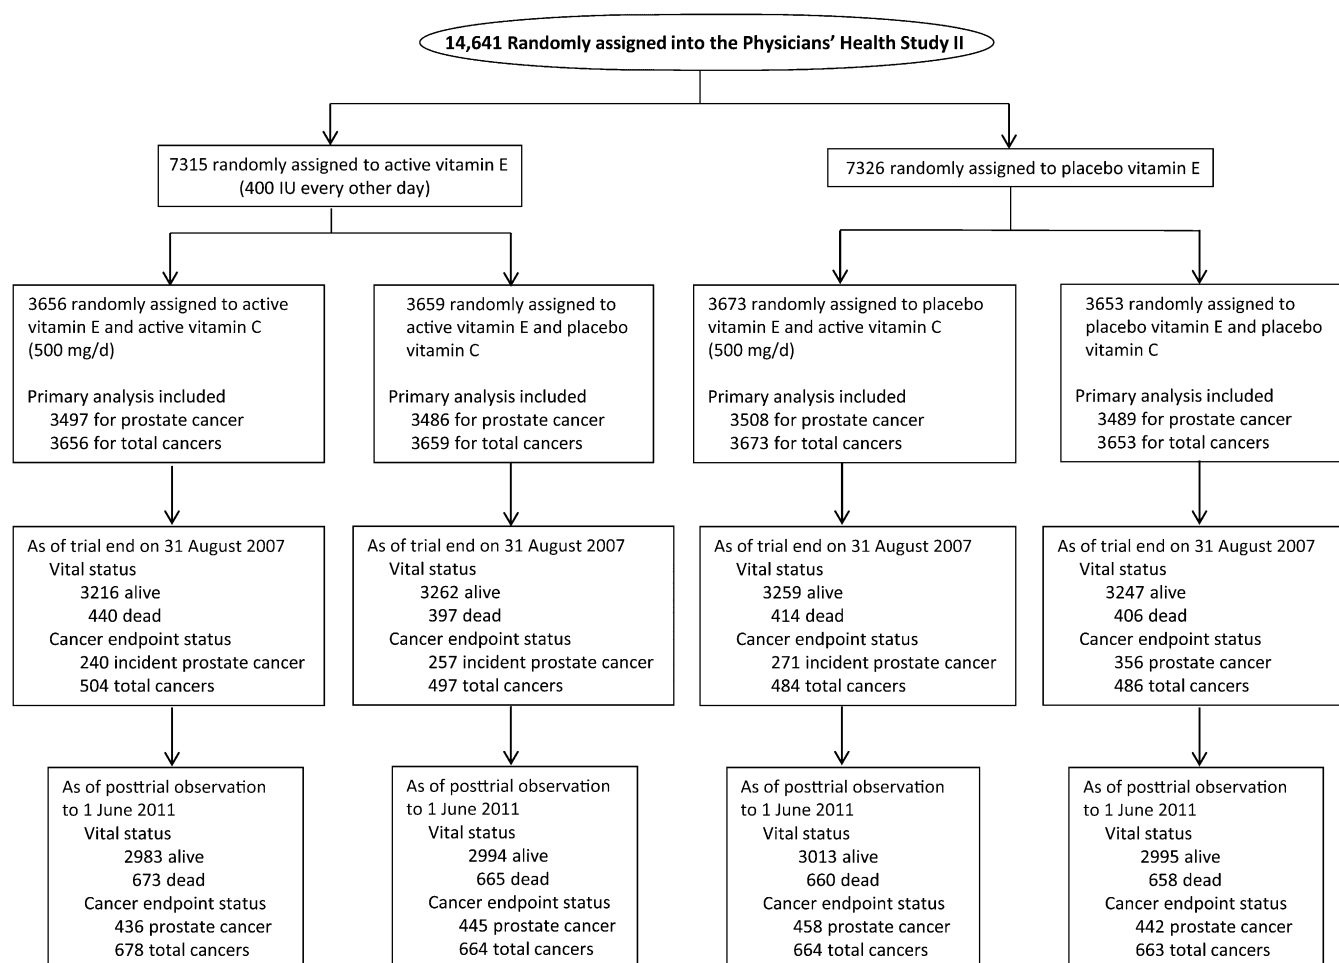 14,641 Randomly assigned into the Physicians’ Health Study II
7315 randomly assigned to active vitamin E
(400 IU every other day)
7326 randomly assigned to placebo vitamin E
3656 randomly assigned to active
vitamin E and active vitamin C
(500 mg/d)
Primary analysis included
3497 for prostate cancer
3656 for total cancers
3659 randomly assigned to
active vitamin E and placebo
vitamin C
Primary analysis included
3486 for prostate cancer
3659 for total cancers
3673 randomly assigned to placebo
vitamin E and active vitamin C
(500 mg/d)
Primary analysis included
3508 for prostate cancer
3673 for total cancers
3653 randomly assigned to
placebo vitamin E and placebo
vitamin C
Primary analysis included
3489 for prostate cancer
3653 for total cancers
As of trial end on 31 August 2007
Vital status
3216 alive
440 dead
Cancer endpoint status
240 incident prostate cancer
504 total cancers
As of trial end on 31 August 2007
Vital status
3262 alive
397 dead
Cancer endpoint status
257 incident prostate cancer
497 total cancers
As of trial end on 31 August 2007
Vital status
3259 alive
414 dead
Cancer endpoint status
271 incident prostate cancer
484 total cancers
As of trial end on 31 August 2007
Vital status
3247 alive
406 dead
Cancer endpoint status
356 prostate cancer
486 total cancers
As of posttrial observation
to 1 June 2011
Vital status
2983 alive
673 dead
Cancer endpoint status
436 prostate cancer
678 total cancers
As of posttrial observation
to 1 June 2011
Vital status
2994 alive
665 dead
Cancer endpoint status
445 prostate cancer
664 total cancers
As of posttrial observation
to 1 June 2011
Vital status
3013 alive
660 dead
Cancer endpoint status
458 prostate cancer
664 total cancers
As of posttrial observation
to 1 June 2011
Vital status
2995 alive
658 dead
Cancer endpoint status
442 prostate cancer
663 total cancers